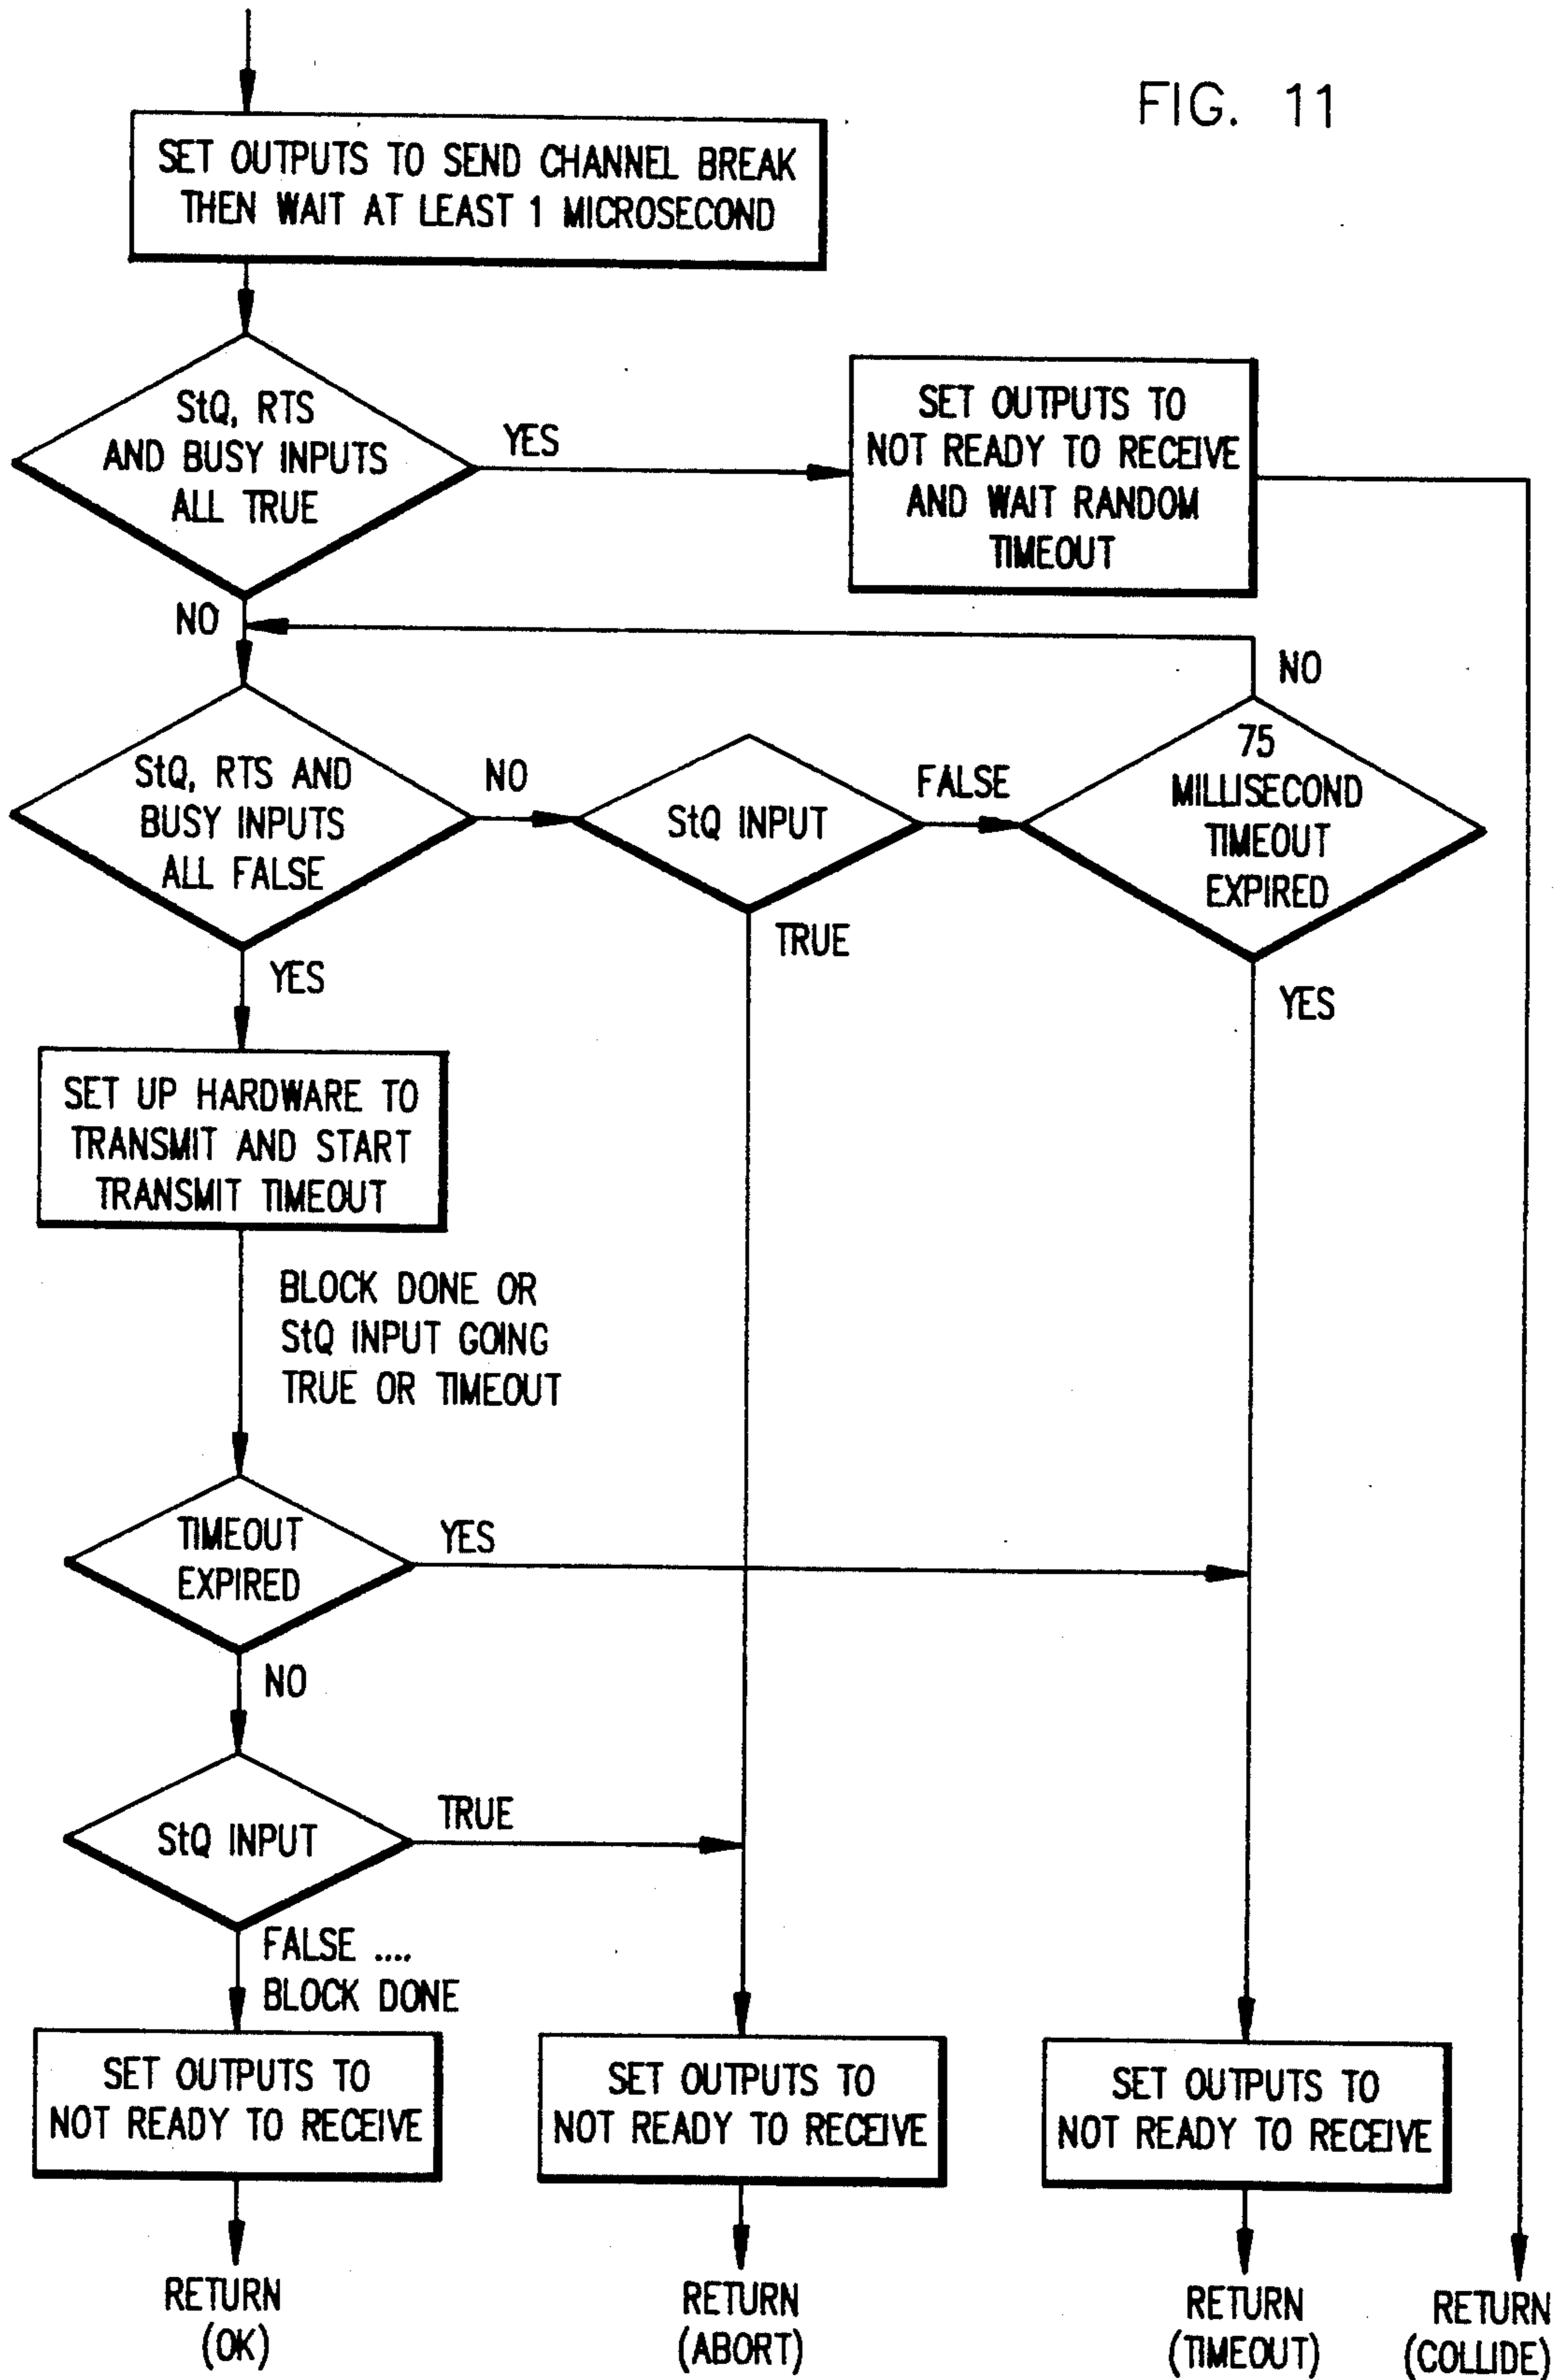 FIG. 11
SET OUTPUTS TO SEND CHANNEL BREAK
THEN WAIT AT LEAST 1 MICROSECOND
StQ, RTS
AND BUSY INPUTS
ALL TRUE
YES
SET OUTPUTS TO
NOT READY TO RECEIVE
AND WAIT RANDOM
TIMEOUT
NO
NO
StQ, RTS AND
BUSY INPUTS
ALL FALSE
NO
StQ INPUT
FALSE
75
MILLISECOND
TIMEOUT
EXPIRED
TRUE
YES
YES
SET UP HARDWARE TO
TRANSMIT AND START
TRANSMIT TIMEOUT
BLOCK DONE OR
StQ INPUT GOING
TRUE OR TIMEOUT
TIMEOUT
EXPIRED
YES
NO
StQ INPUT
TRUE
FALSE ....
BLOCK DONE
SET OUTPUTS TO
NOT READY TO RECEIVE
SET OUTPUTS TO
NOT READY TO RECEIVE
SET OUTPUTS TO
NOT READY TO RECEIVE
RETURN
(OK)
RETURN
(ABORT)
RETURN
(TIMEOUT)
RETURN
(COLLIDE)